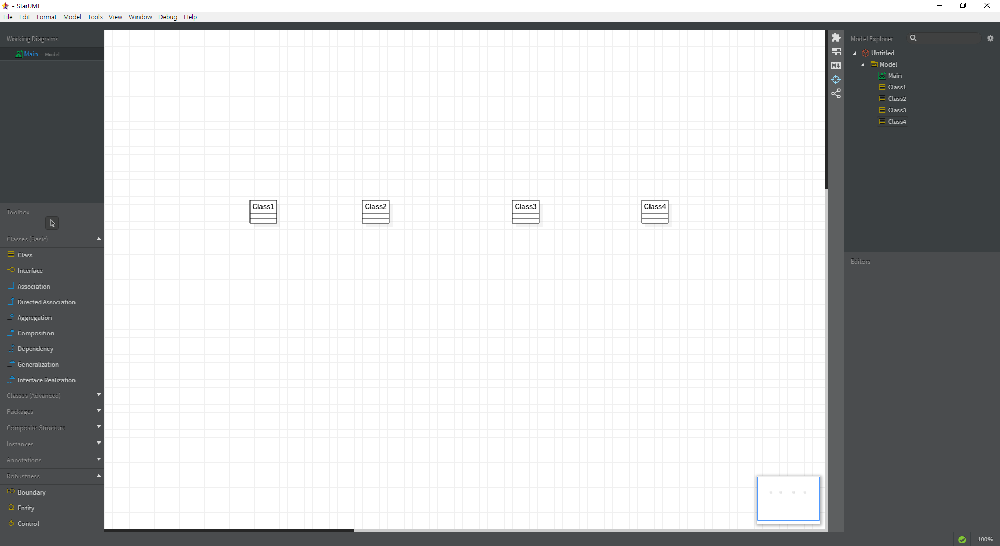 • StarUML
File Edit Format Model Tools View Window Debug Help
Working Diagrams
Main — Model
Toolbox
Classes (Basic)
Class
Interface
Association
Directed Association
Aggregation
Composition
Dependency
Generalization
Interface Realization
Classes (Advanced)
Packages
Composite Structure
Instances
Annotations
Robustness
Boundary
Entity
Control
Class1 Class2 Class3 Class4
M
Model Explorer
Untitled
Model
Main
Class1
Class2
Class3
Class4
Editors
100%